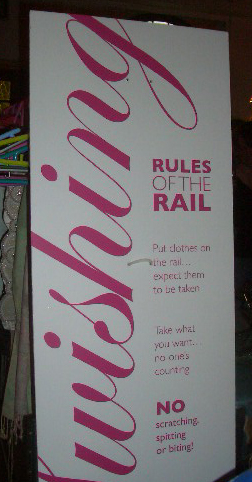 wishing
RULES
OF THE
RAIL
Put clothes on
the rail...
expect them
to be taken
Take what
you want...
no one's
counting
NO
scratching,
spitting
or biting!